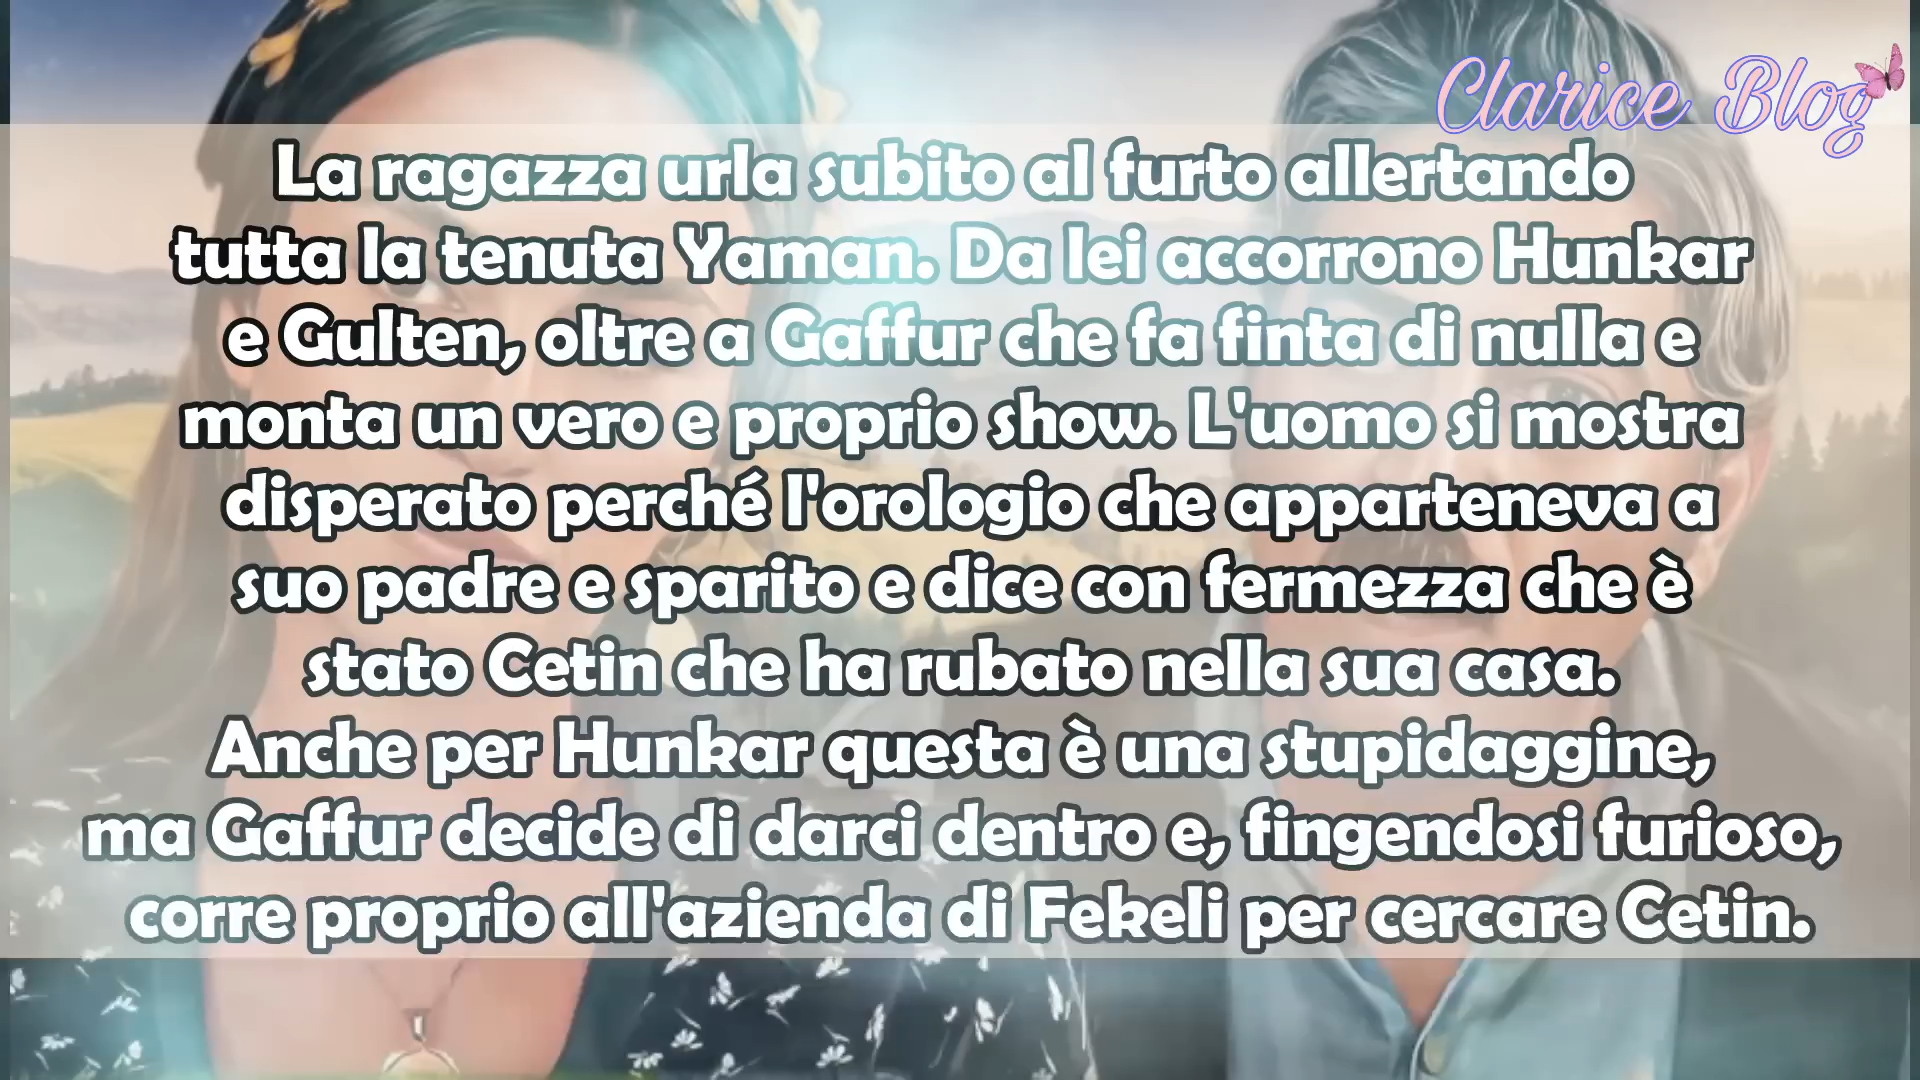 Clarice Blog
La ragazza urla subito al furto allertando
tutta la tenuta Yaman. Da lei accorrono Hunkar
e Gulten, oltre a Gaffur che fa finta di nulla e
monta un vero e proprio show. L'uomo si mostra
disperato perché l'orologio che apparteneva a
suo padre e sparito e dice con fermezza che è
stato Cetin che ha rubato nella sua casa.
Anche per Hunkar questa è una stupidaggine,
ma Gaffur decide di darci dentro e, fingendosi furioso,
corre proprio all'azienda di Fekeli per cercare Cetin.